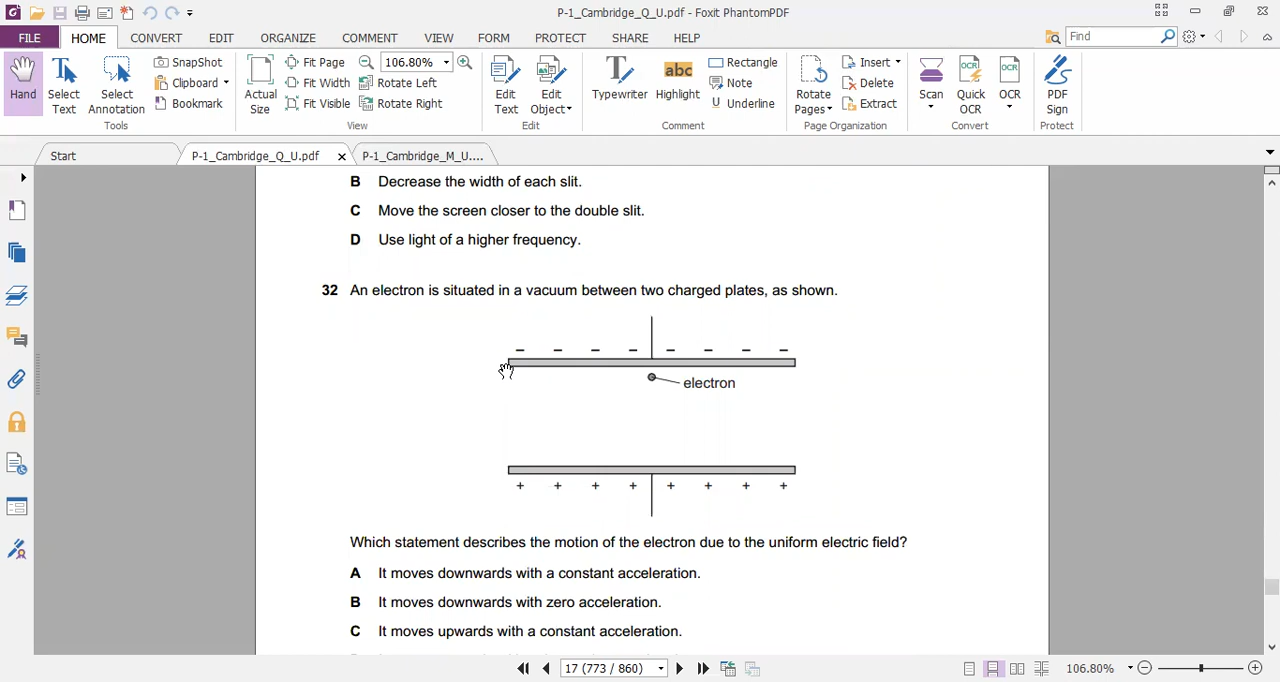 P-1_Cambridge_Q_U.pdf - Foxit PhantomPDF
FILE HOME CONVERT EDIT ORGANIZE COMMENT VIEW FORM PROTECT SHARE HELP Find
Hand
Select Text
Select Annotation
SnapShot
Clipboard
Bookmark
Tools
Actual Size
Fit Page
Fit Width
Fit Visible
106.80%
Rotate Left
Rotate Right
View
Edit Text
Edit Object
Edit
Typewriter
abc
Highlight
Rectangle
Note
U Underline
Comment
Rotate Pages
Insert
Delete
Extract
Page Organization
Scan
OCR
Quick OCR
OCR
OCR
Convert
PDF Sign
Protect
Start P-1_Cambridge_Q_U.pdf P-1_Cambridge_M_U....
B Decrease the width of each slit.
C Move the screen closer to the double slit.
D Use light of a higher frequency.
32 An electron is situated in a vacuum between two charged plates, as shown.
– – – – – – – –
electron
+ + + + + + + +
Which statement describes the motion of the electron due to the uniform electric field?
A It moves downwards with a constant acceleration.
B It moves downwards with zero acceleration.
C It moves upwards with a constant acceleration.
17 (773 / 860) 106.80%